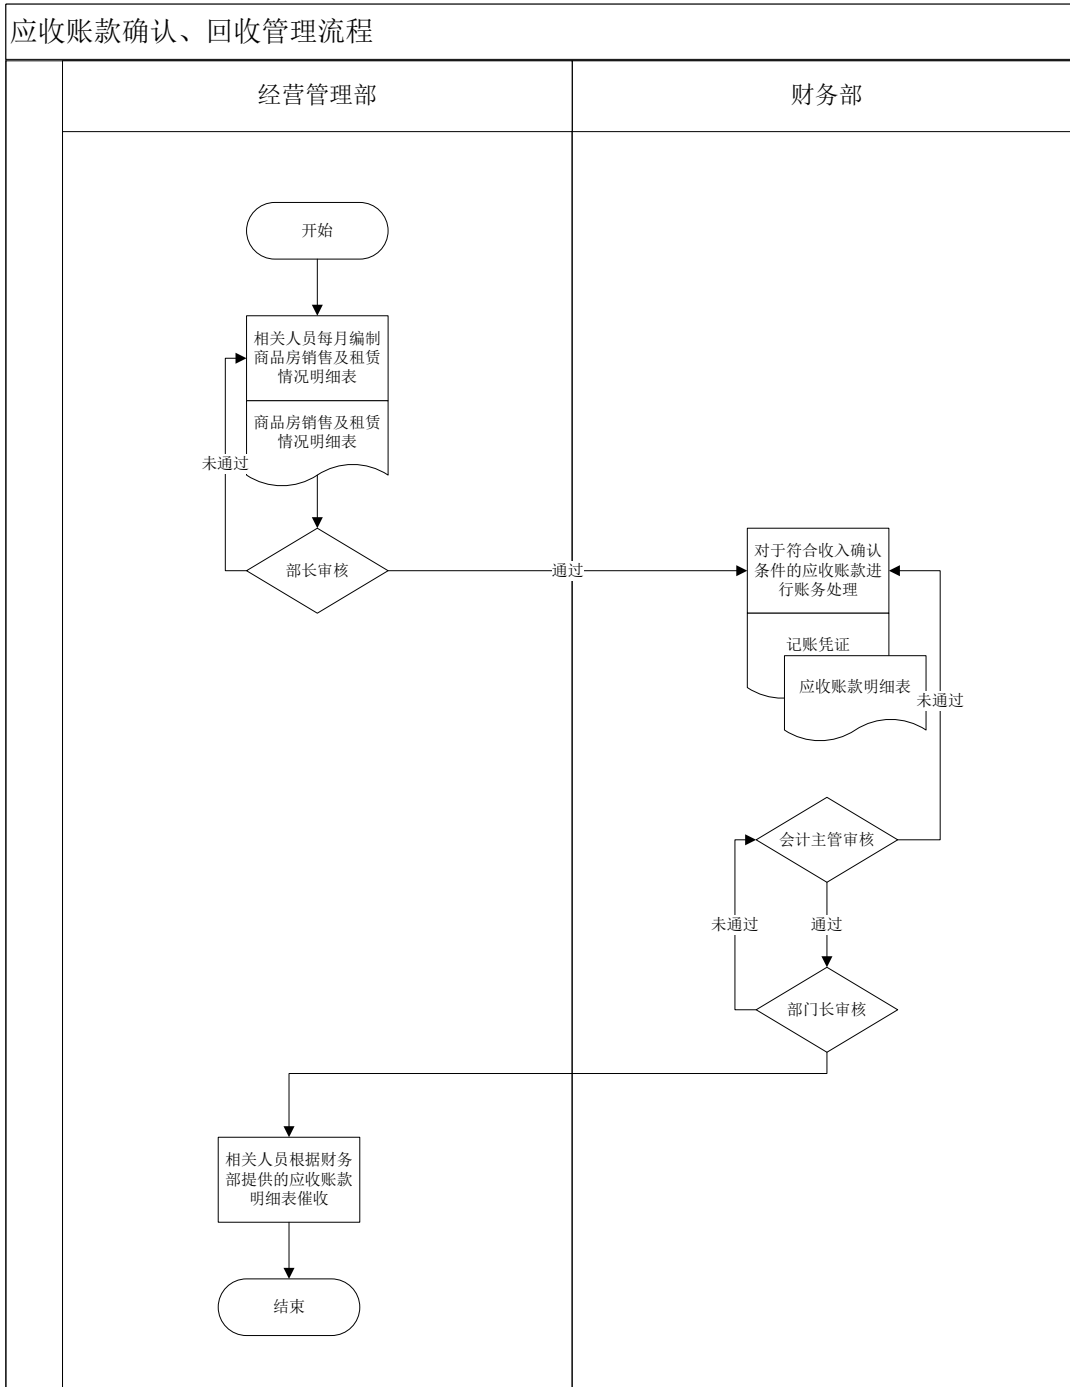 应收账款确认、回收管理流程
经营管理部
财务部
开始
相关人员每月编制
商品房销售及租赁
情况明细表
商品房销售及租赁
情况明细表
未通过
部长审核
通过
对于符合收入确认
条件的应收账款进
行账务处理
记账凭证
应收账款明细表
未通过
会计主管审核
未通过
通过
部门长审核
相关人员根据财务
部提供的应收账款
明细表催收
结束